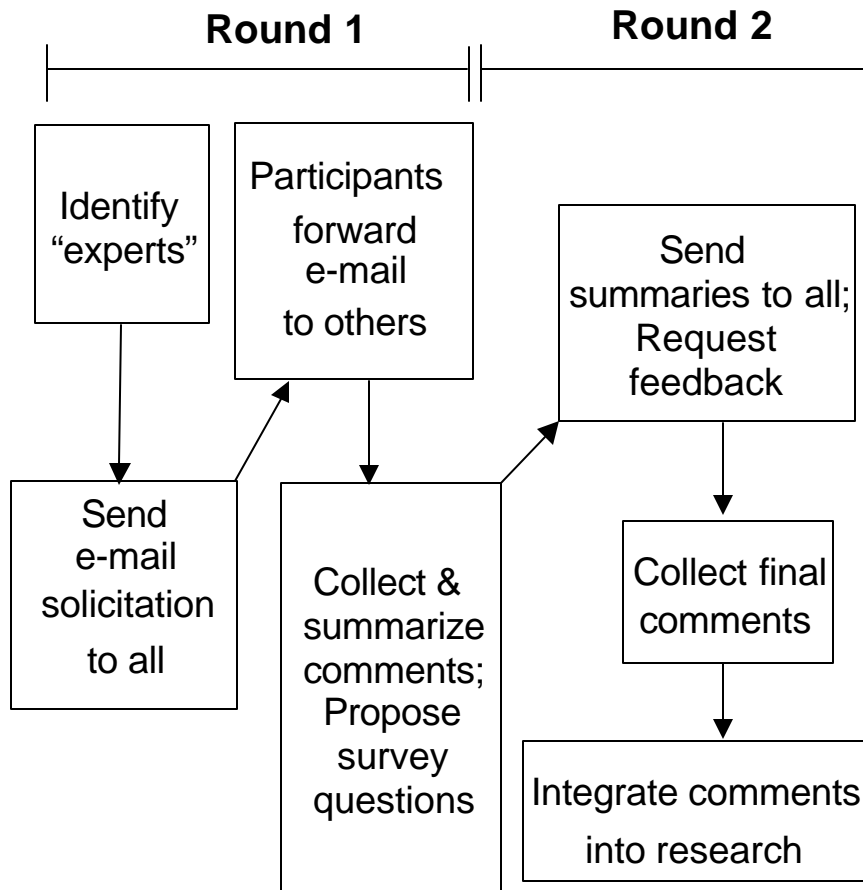 Round 1
Round 2
Identify
“experts”
Send
e-mail
solicitation
to all
Participants
forward
e-mail
to others
Collect &
summarize
comments;
Propose
survey
questions
Send
summaries to all;
Request
feedback
Collect final
comments
Integrate comments
into research